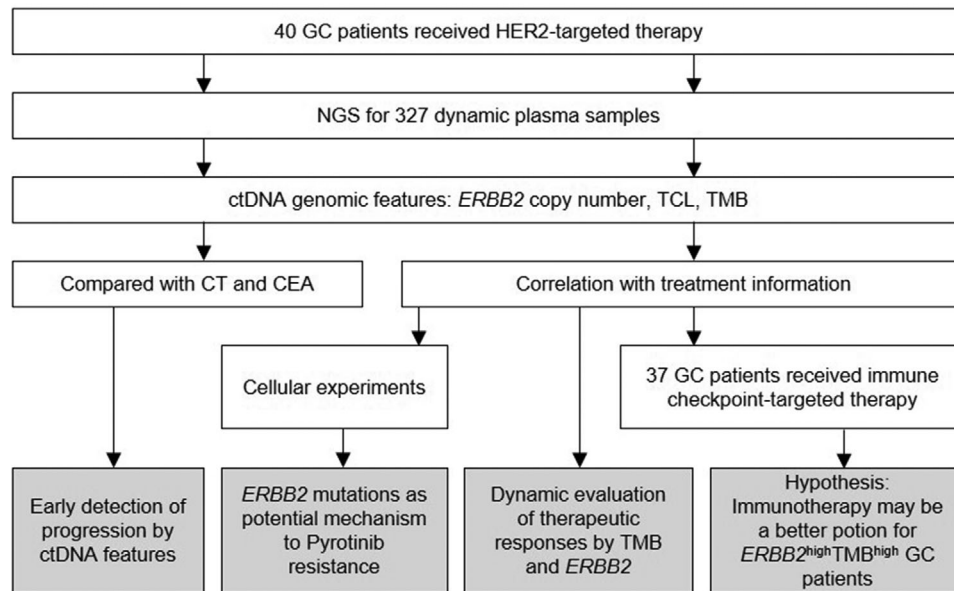 40 GC patients received HER2-targeted therapy
NGS for 327 dynamic plasma samples
ctDNA genomic features: ERBB2 copy number, TCL, TMB
Compared with CT and CEA
Correlation with treatment information
Cellular experiments
37 GC patients received immune
checkpoint-targeted therapy
Early detection of
progression by
ctDNA features
ERBB2 mutations as
potential mechanism
to Pyrotinib
resistance
Dynamic evaluation
of therapeutic
responses by TMB
and ERBB2
Hypothesis:
Immunotherapy may be
a better potion for
ERBB2highTMBhigh GC
patients